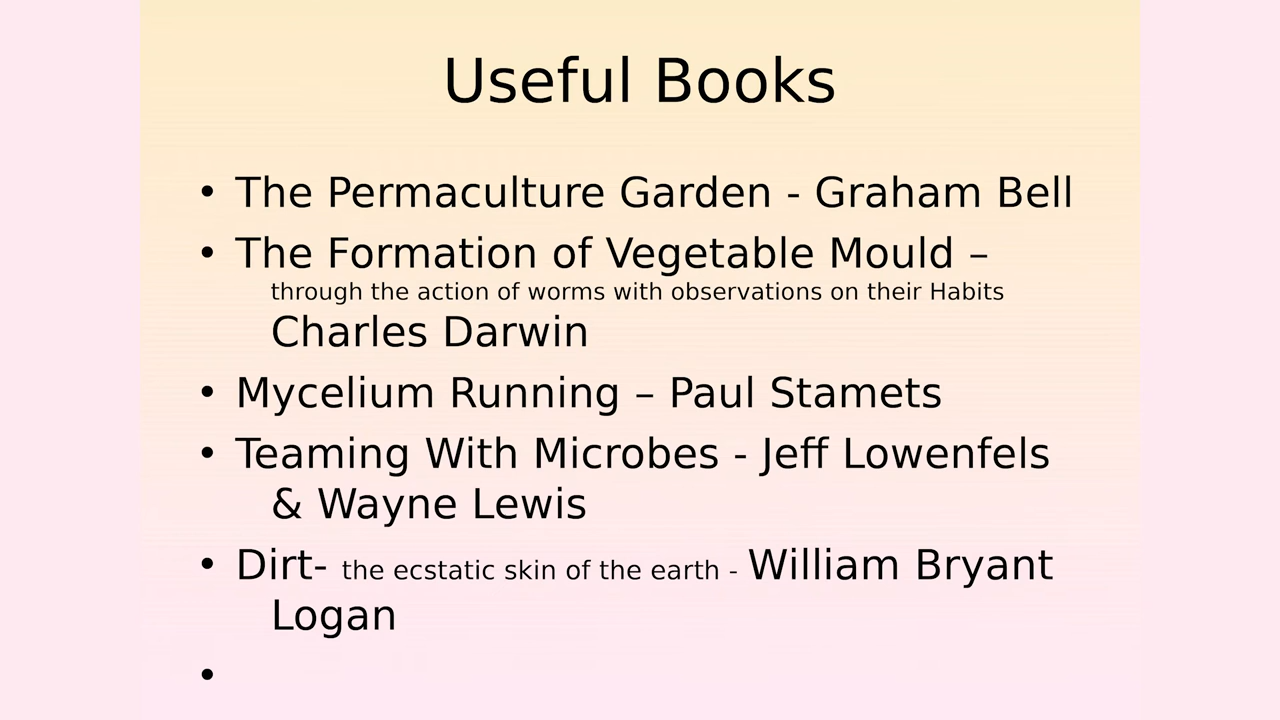 Useful Books
• The Permaculture Garden - Graham Bell
• The Formation of Vegetable Mould –
through the action of worms with observations on their Habits
Charles Darwin
• Mycelium Running – Paul Stamets
• Teaming With Microbes - Jeff Lowenfels
& Wayne Lewis
• Dirt- the ecstatic skin of the earth - William Bryant
Logan
•